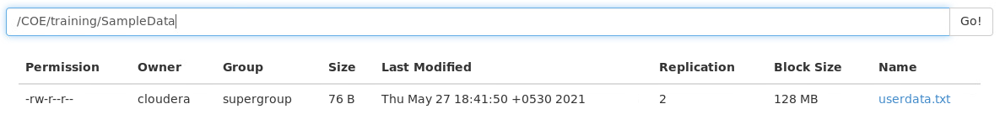 /COE/training/SampleData Go!
Permission Owner Group Size Last Modified Replication Block Size Name
-rw-r--r-- cloudera supergroup 76 B Thu May 27 18:41:50 +0530 2021 2 128 MB userdata.txt